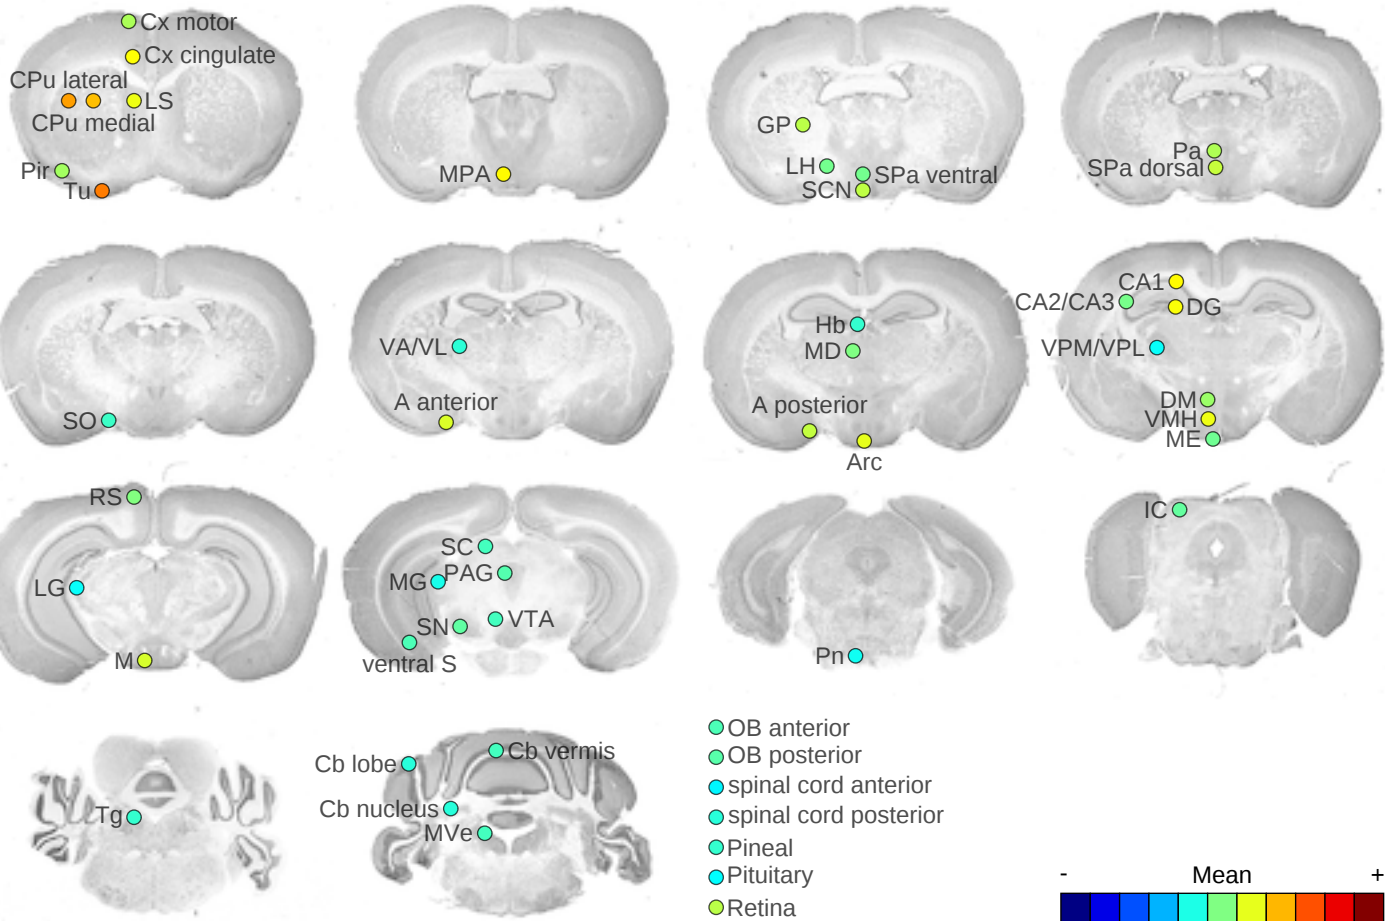 Cx motor
Cx cingulate
CPu lateral
LS
CPu medial
Pir
Tu
MPA
GP
LH
SPa ventral
SCN
Pa
SPa dorsal
SO
VA/VL
A anterior
Hb
MD
A posterior
Arc
CA1
CA2/CA3
DG
VPM/VPL
DM
VMH
ME
RS
LG
M
SC
MG
PAG
SN
VTA
ventral S
Pn
IC
Tg
Cb vermis
Cb lobe
Cb nucleus
MVe
OB anterior
OB posterior
spinal cord anterior
spinal cord posterior
Pineal
Pituitary
Retina
- Mean +